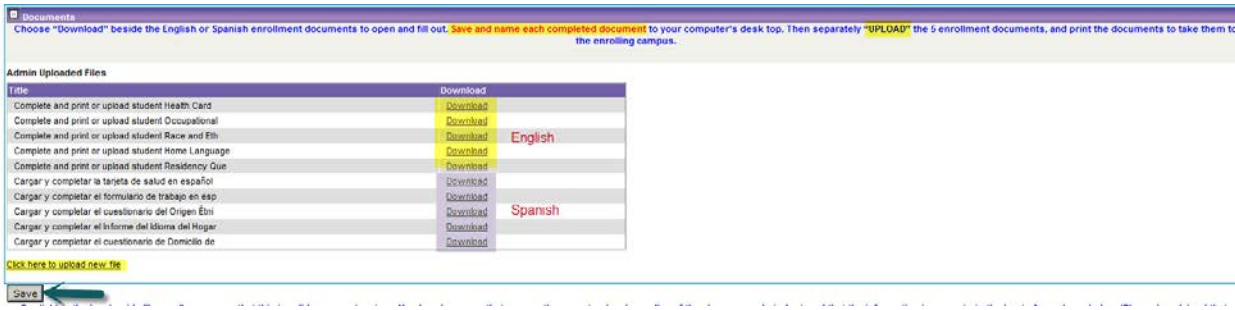 Documents
Choose "Download" beside the English or Spanish enrollment documents to open and fill out. Save and name each completed document to your computer's desk top. Then separately "UPLOAD" the 5 enrollment documents, and print the documents to take them to
the enrolling campus.
Admin Uploaded Files
Title Download
Complete and print or upload student Health Card Download
Complete and print or upload student Occupational Download
Complete and print or upload student Race and Eth Download
English
Complete and print or upload student Home Language Download
Complete and print or upload student Residency Que Download
Cargar y completar la tarjeta de salud en español Download
Cargar y completar el formulario de trabajo en esp Download
Cargar y completar el cuestionario del Origen Étni Download
Spanish
Cargar y completar el Informe del Idioma del Hogar Download
Cargar y completar el cuestionario de Domicilio de Download
Click here to upload new file
Save